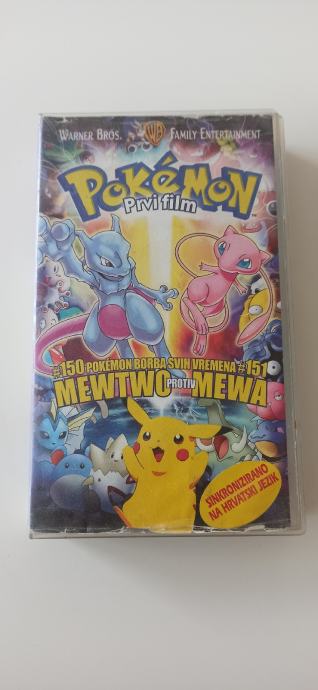 WARNER BROS. WB FAMILY ENTERTAINMENT
POKÉMON
Prvi film
#150 POKÉMON BORBA SVIH VREMENA #151
MEWTWO PROTIV MEWA
SINKRONIZIRANO
NA HRVATSKI JEZIK